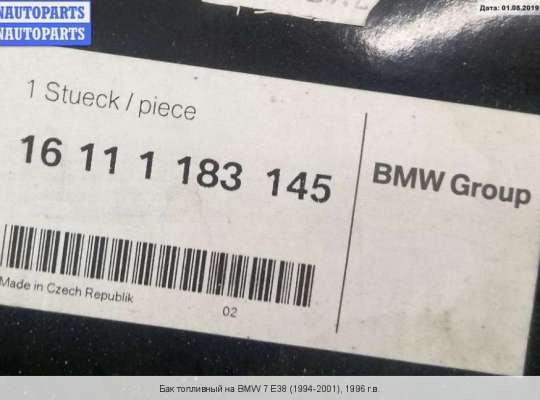 AUTOPARTS
NAUTOPARTS
Дата: 01.08.2019
1 Stueck / piece
16 11 1 183 145
BMW Group
Made in Czech Republik
02
Бак топливный на BMW 7 E38 (1994-2001), 1996 г.в.